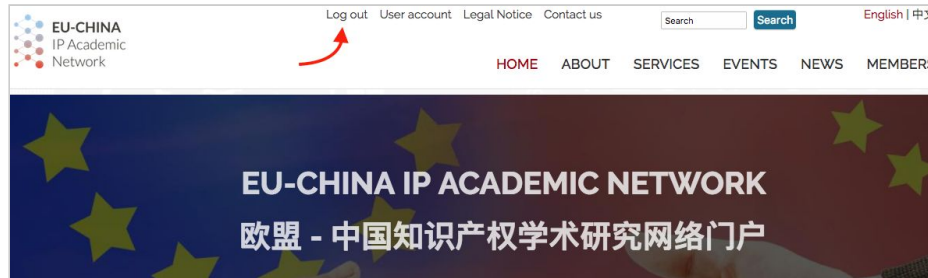 EU-CHINA
IP Academic
Network
Log out User account Legal Notice Contact us
Search
Search
English | 中文
HOME ABOUT SERVICES EVENTS NEWS MEMBERS
EU-CHINA IP ACADEMIC NETWORK
欧盟 - 中国知识产权学术研究网络门户